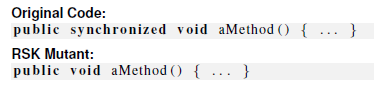 Original Code:
public synchronized void aMethod() { ... }
RSK Mutant:
public void aMethod() { ... }